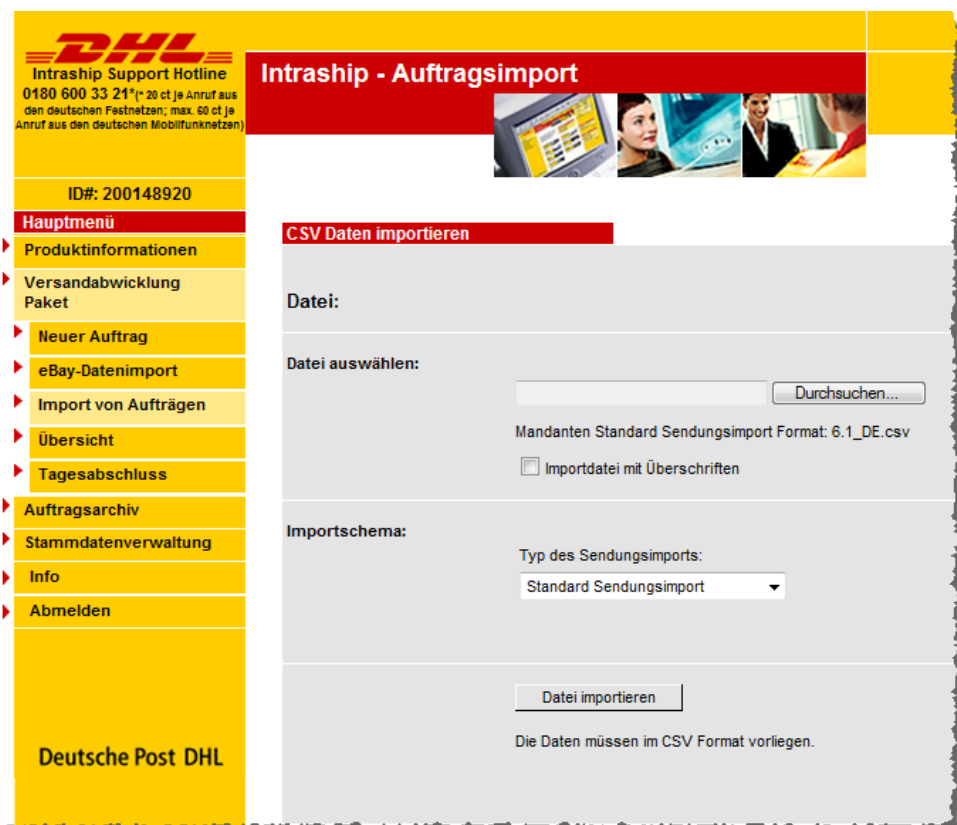 DHL
Intraship Support Hotline
0180 600 33 21*(* 20 ct je Anruf aus
den deutschen Festnetzen; max. 60 ct je
Anruf aus den deutschen Mobilfunknetzen)
ID#: 200148920
Hauptmenü
Produktinformationen
Versandabwicklung
Paket
Neuer Auftrag
eBay-Datenimport
Import von Aufträgen
Übersicht
Tagesabschluss
Auftragsarchiv
Stammdatenverwaltung
Info
Abmelden
Deutsche Post DHL
Intraship - Auftragsimport
CSV Daten importieren
Datei:
Datei auswählen:
Durchsuchen...
Mandanten Standard Sendungsimport Format: 6.1_DE.csv
Importdatei mit Überschriften
Importschema:
Typ des Sendungsimports:
Standard Sendungsimport
Datei importieren
Die Daten müssen im CSV Format vorliegen.